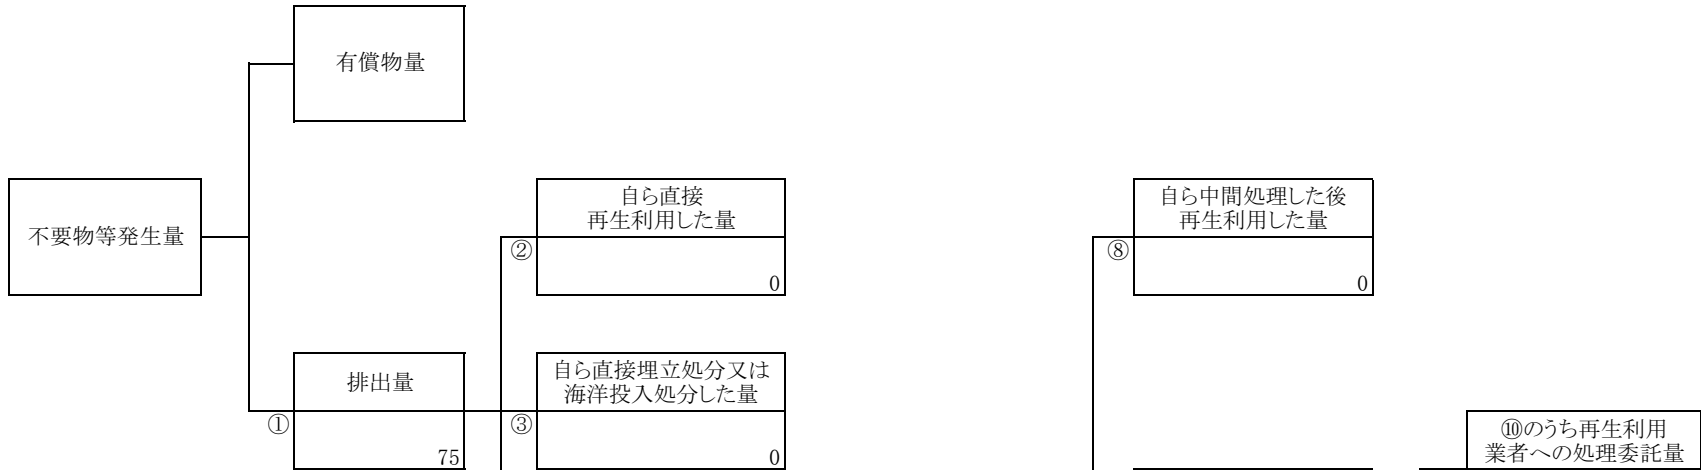 有償物量
不要物等発生量
自ら直接
再生利用した量
②
0
自ら中間処理した後
再生利用した量
⑧
0
排出量
①
75
自ら直接埋立処分又は
海洋投入処分した量
③
0
⑩のうち再生利用
業者への処理委託量